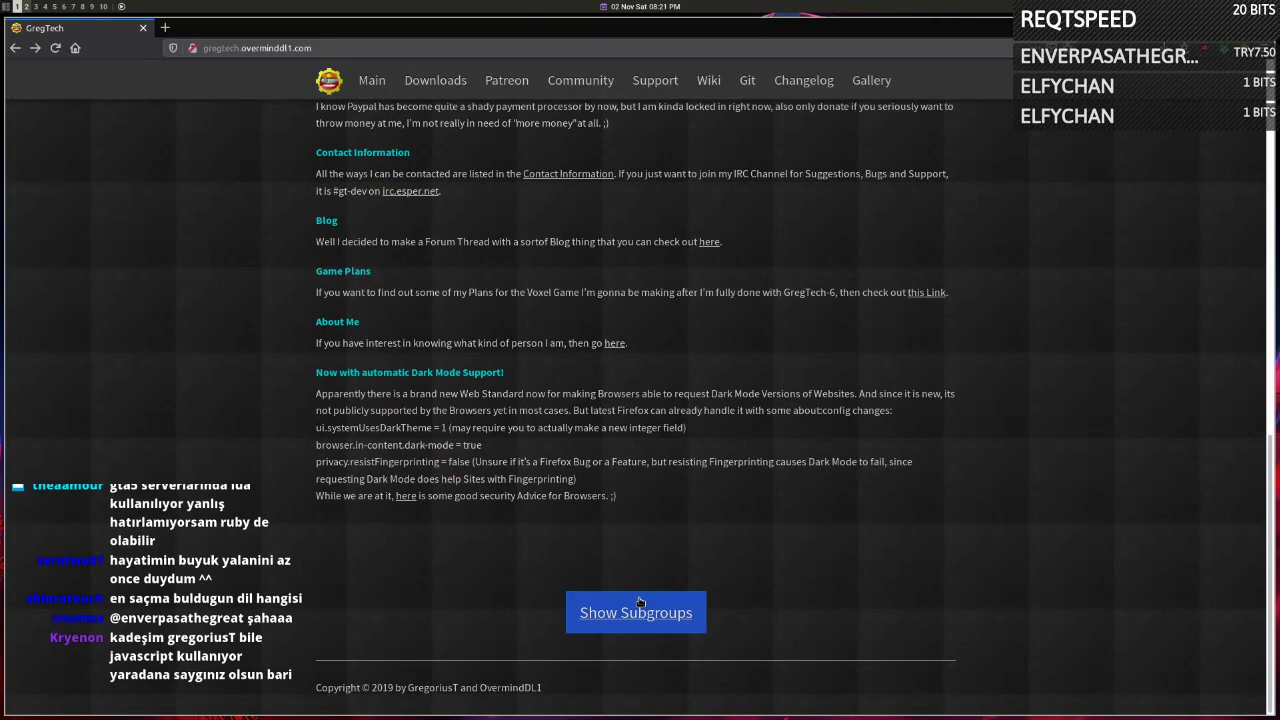 1 2 3 4 5 6 7 8 9 10
02 Nov Sat 08:21 PM
GregTech
gregtech.overminddl1.com
REQTSPEED 20 BITS
ENVERPASATHEGR... TRY7.50
ELFYCHAN 1 BITS
ELFYCHAN 1 BITS
Main Downloads Patreon Community Support Wiki Git Changelog Gallery
I know Paypal has become quite a shady payment processor by now, but I am kinda locked in right now, also only donate if you seriously want to
throw money at me, I'm not really in need of "more money"at all. ;)
Contact Information
All the ways I can be contacted are listed in the Contact Information. If you just want to join my IRC Channel for Suggestions, Bugs and Support,
it is #gt-dev on irc.esper.net.
Blog
Well I decided to make a Forum Thread with a sortof Blog thing that you can check out here.
Game Plans
If you want to find out some of my Plans for the Voxel Game I'm gonna be making after I'm fully done with GregTech-6, then check out this Link.
About Me
If you have interest in knowing what kind of person I am, then go here.
Now with automatic Dark Mode Support!
Apparently there is a brand new Web Standard now for making Browsers able to request Dark Mode Versions of Websites. And since it is new, its
not publicly supported by the Browsers yet in most cases. But latest Firefox can already handle it with some about:config changes:
ui.systemUsesDarkTheme = 1 (may require you to actually make a new integer field)
browser.in-content.dark-mode = true
privacy.resistFingerprinting = false (Unsure if it's a Firefox Bug or a Feature, but resisting Fingerprinting causes Dark Mode to fail, since
requesting Dark Mode does help Sites with Fingerprinting)
While we are at it, here is some good security Advice for Browsers. ;)
Show Subgroups
Copyright © 2019 by GregoriusT and OvermindDL1
theaamour gta5 serverlarında lua
kullanılıyor yanlış
hatırlamıyorsam ruby de
olabilir
hayatimin buyuk yalanini az
once duydum ^^
en saçma buldugun dil hangisi
@enverpasathegreat şahaaa
Kryenon kadeşim gregoriusT bile
javascript kullanıyor
yaradana saygınız olsun bari